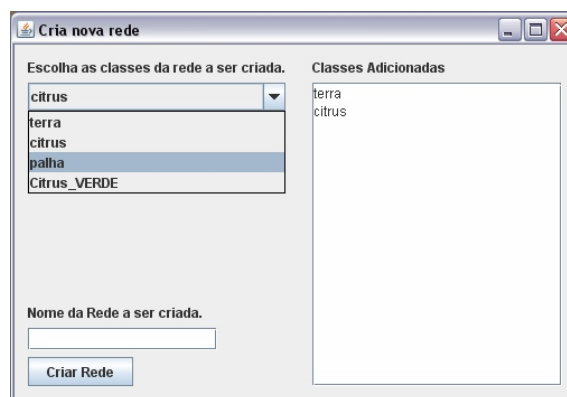 Cria nova rede
Escolha as classes da rede a ser criada.
citrus
terra
citrus
palha
Citrus_VERDE
Nome da Rede a ser criada.
Criar Rede
Classes Adicionadas
terra
citrus